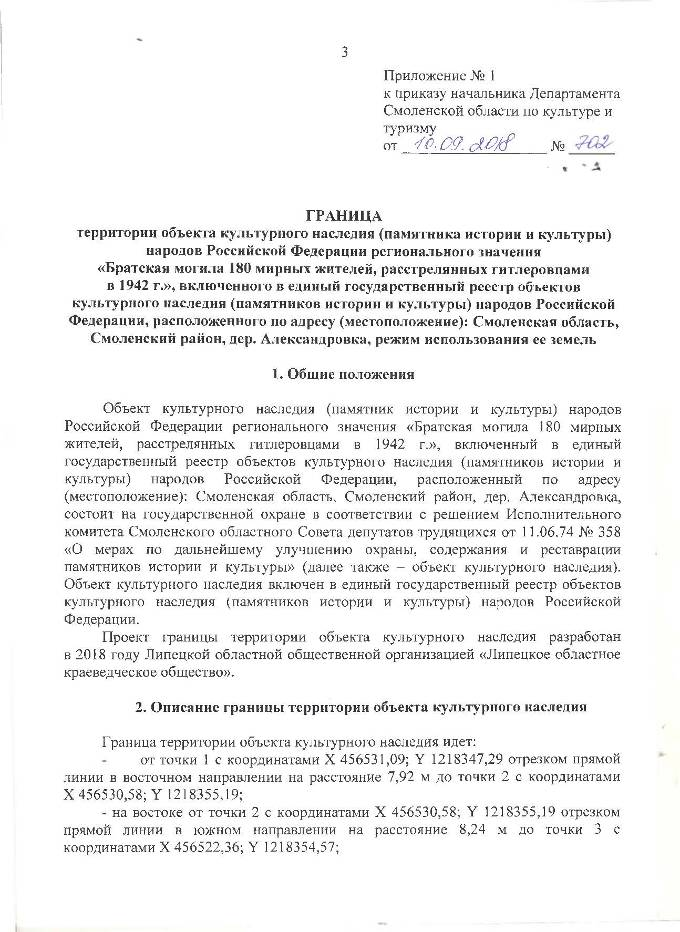 3
Приложение № 1
к приказу начальника Департамента
Смоленской области по культуре и
туризму
от 10.09.2018 № 702
ГРАНИЦА
территории объекта культурного наследия (памятника истории и культуры)
народов Российской Федерации регионального значения
«Братская могила 180 мирных жителей, расстрелянных гитлеровцами
в 1942 г.», включенного в единый государственный реестр объектов
культурного наследия (памятников истории и культуры) народов Российской
Федерации, расположенного по адресу (местоположение): Смоленская область,
Смоленский район, дер. Александровка, режим использования ее земель
1. Общие положения
Объект культурного наследия (памятник истории и культуры) народов
Российской Федерации регионального значения «Братская могила 180 мирных
жителей, расстрелянных гитлеровцами в 1942 г.», включенный в единый
государственный реестр объектов культурного наследия (памятников истории и
культуры) народов Российской Федерации, расположенный по адресу
(местоположение): Смоленская область, Смоленский район, дер. Александровка,
состоит на государственной охране в соответствии с решением Исполнительного
комитета Смоленского областного Совета депутатов трудящихся от 11.06.74 № 358
«О мерах по дальнейшему улучшению охраны, содержания и реставрации
памятников истории и культуры» (далее также – объект культурного наследия).
Объект культурного наследия включен в единый государственный реестр объектов
культурного наследия (памятников истории и культуры) народов Российской
Федерации.
Проект границы территории объекта культурного наследия разработан
в 2018 году Липецкой областной общественной организацией «Липецкое областное
краеведческое общество».
2. Описание границы территории объекта культурного наследия
Граница территории объекта культурного наследия идет:
- от точки 1 с координатами X 456531,09; Y 1218347,29 отрезком прямой
линии в восточном направлении на расстояние 7,92 м до точки 2 с координатами
X 456530,58; Y 1218355,19;
- на востоке от точки 2 с координатами X 456530,58; Y 1218355,19 отрезком
прямой линии в южном направлении на расстояние 8,24 м до точки 3 с
координатами X 456522,36; Y 1218354,57;